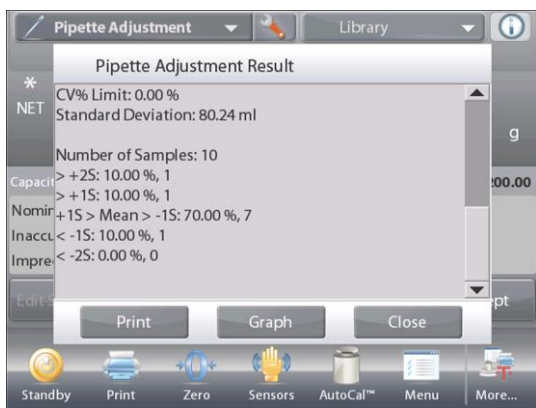 Pipette Adjustment
Library
Pipette Adjustment Result
*
NET
CV% Limit: 0.00 %
Standard Deviation: 80.24 ml
g
Number of Samples: 10
> +2S: 10.00 %, 1
Capacit
200.00
> +1S: 10.00 %, 1
Nomin
+1S > Mean > -1S: 70.00 %, 7
Inaccu
< -1S: 10.00 %, 1
Impre
< -2S: 0.00 %, 0
Edit S
pt
Print
Graph
Close
Standby
Print
Zero
Sensors
AutoCal™
Menu
More...